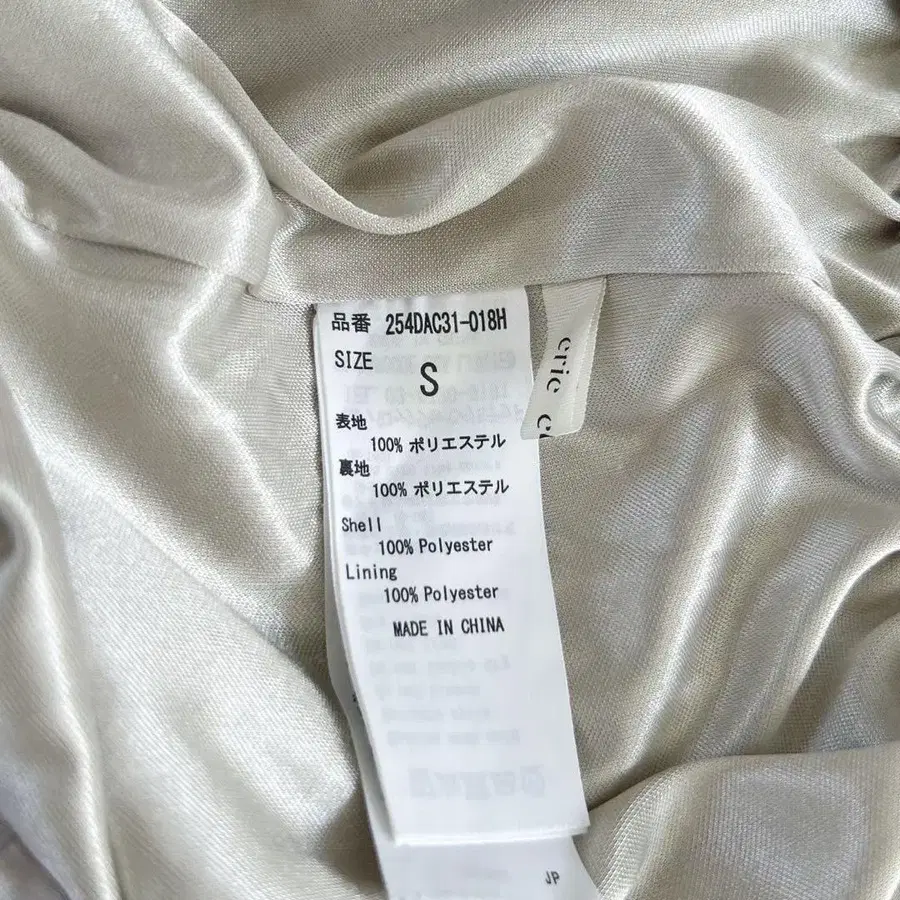 品番 254DAC31-018H
SIZE
S
表地
100% ポリエステル
裏地
100% ポリエステル
Shell
100% Polyester
Lining
100% Polyester
MADE IN CHINA
JP
eric